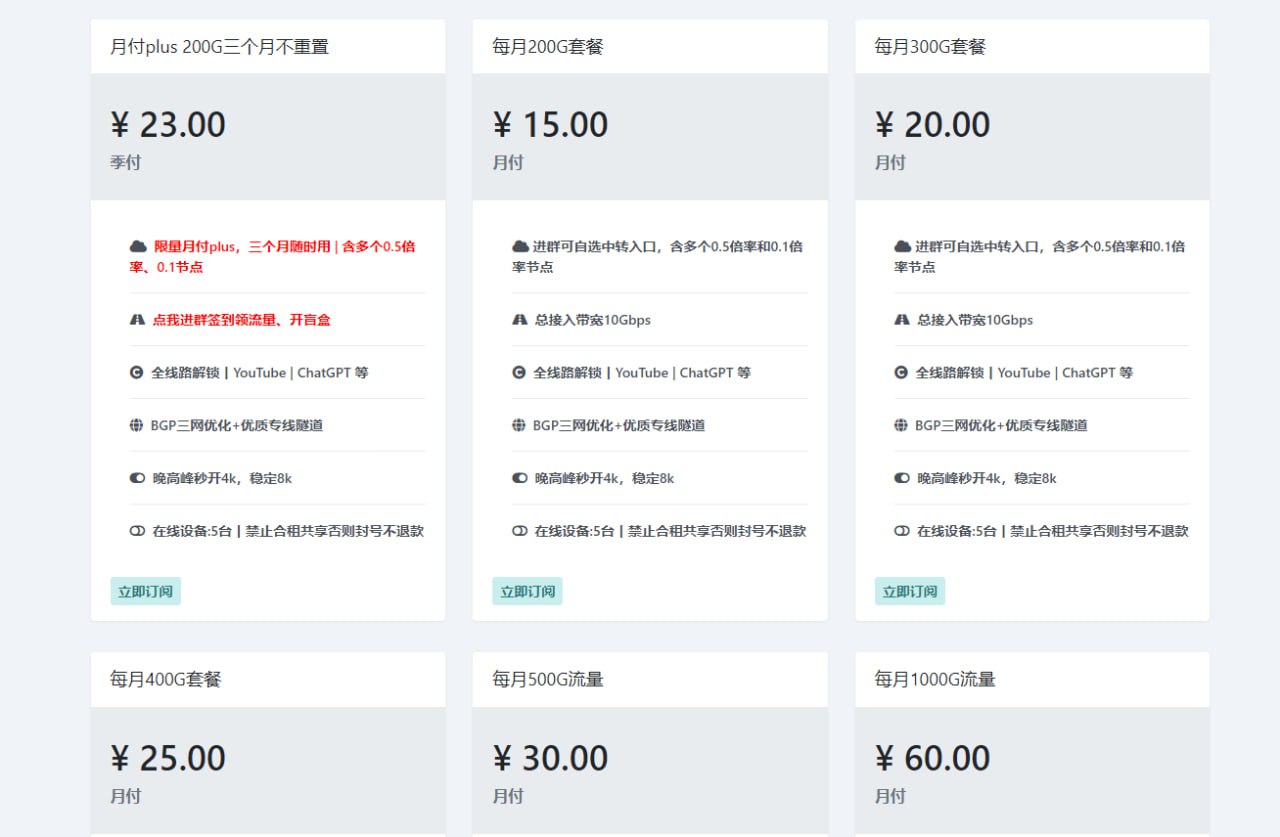 月付plus 200G三个月不重置
¥ 23.00
季付
限量月付plus，三个月随时用 | 含多个0.5倍
率、0.1节点
点我进群签到领流量、开盲盒
全线路解锁 | YouTube | ChatGPT 等
BGP三网优化+优质专线隧道
晚高峰秒开4k，稳定8k
在线设备:5台 | 禁止合租共享否则封号不退款
立即订阅
每月200G套餐
¥ 15.00
月付
进群可自选中转入口，含多个0.5倍率和0.1倍
率节点
总接入带宽10Gbps
全线路解锁 | YouTube | ChatGPT 等
BGP三网优化+优质专线隧道
晚高峰秒开4k，稳定8k
在线设备:5台 | 禁止合租共享否则封号不退款
立即订阅
每月300G套餐
¥ 20.00
月付
进群可自选中转入口，含多个0.5倍率和0.1倍
率节点
总接入带宽10Gbps
全线路解锁 | YouTube | ChatGPT 等
BGP三网优化+优质专线隧道
晚高峰秒开4k，稳定8k
在线设备:5台 | 禁止合租共享否则封号不退款
立即订阅
每月400G套餐
¥ 25.00
月付
每月500G流量
¥ 30.00
月付
每月1000G流量
¥ 60.00
月付